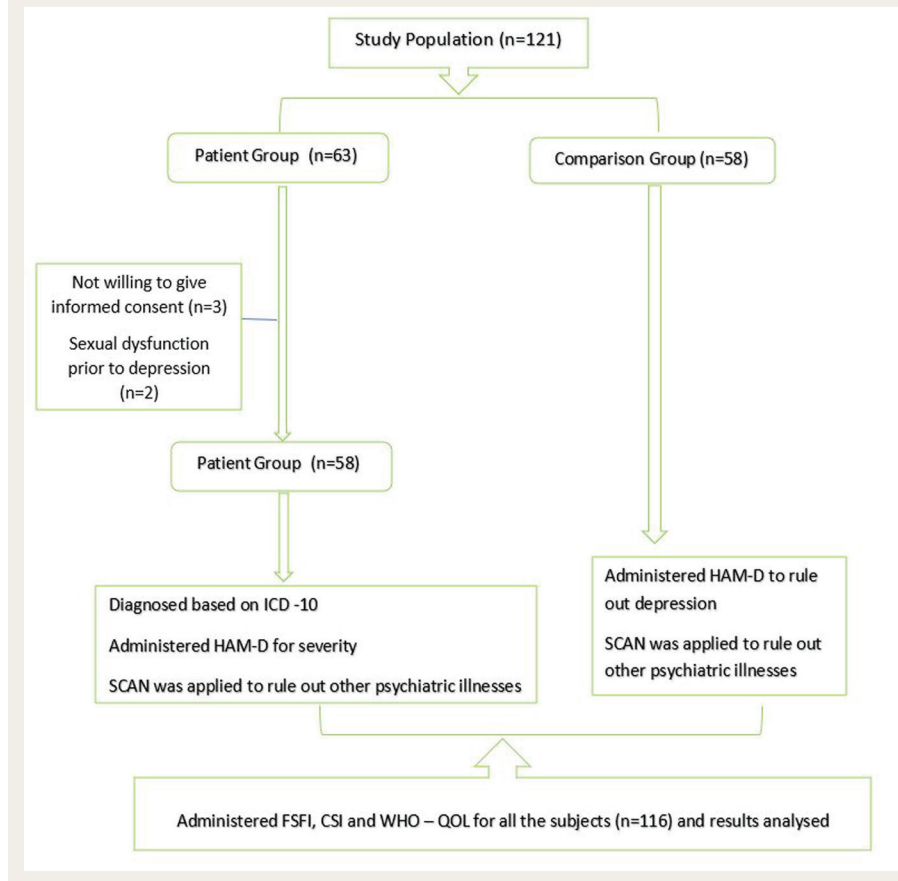 Study Population (n=121)
Patient Group (n=63)
Comparison Group (n=58)
Not willing to give
informed consent (n=3)
Sexual dysfunction
prior to depression
(n=2)
Patient Group (n=58)
Diagnosed based on ICD -10
Administered HAM-D for severity
SCAN was applied to rule out other psychiatric illnesses
Administered HAM-D to rule
out depression
SCAN was applied to rule out
other psychiatric illnesses
Administered FSFI, CSI and WHO – QOL for all the subjects (n=116) and results analysed